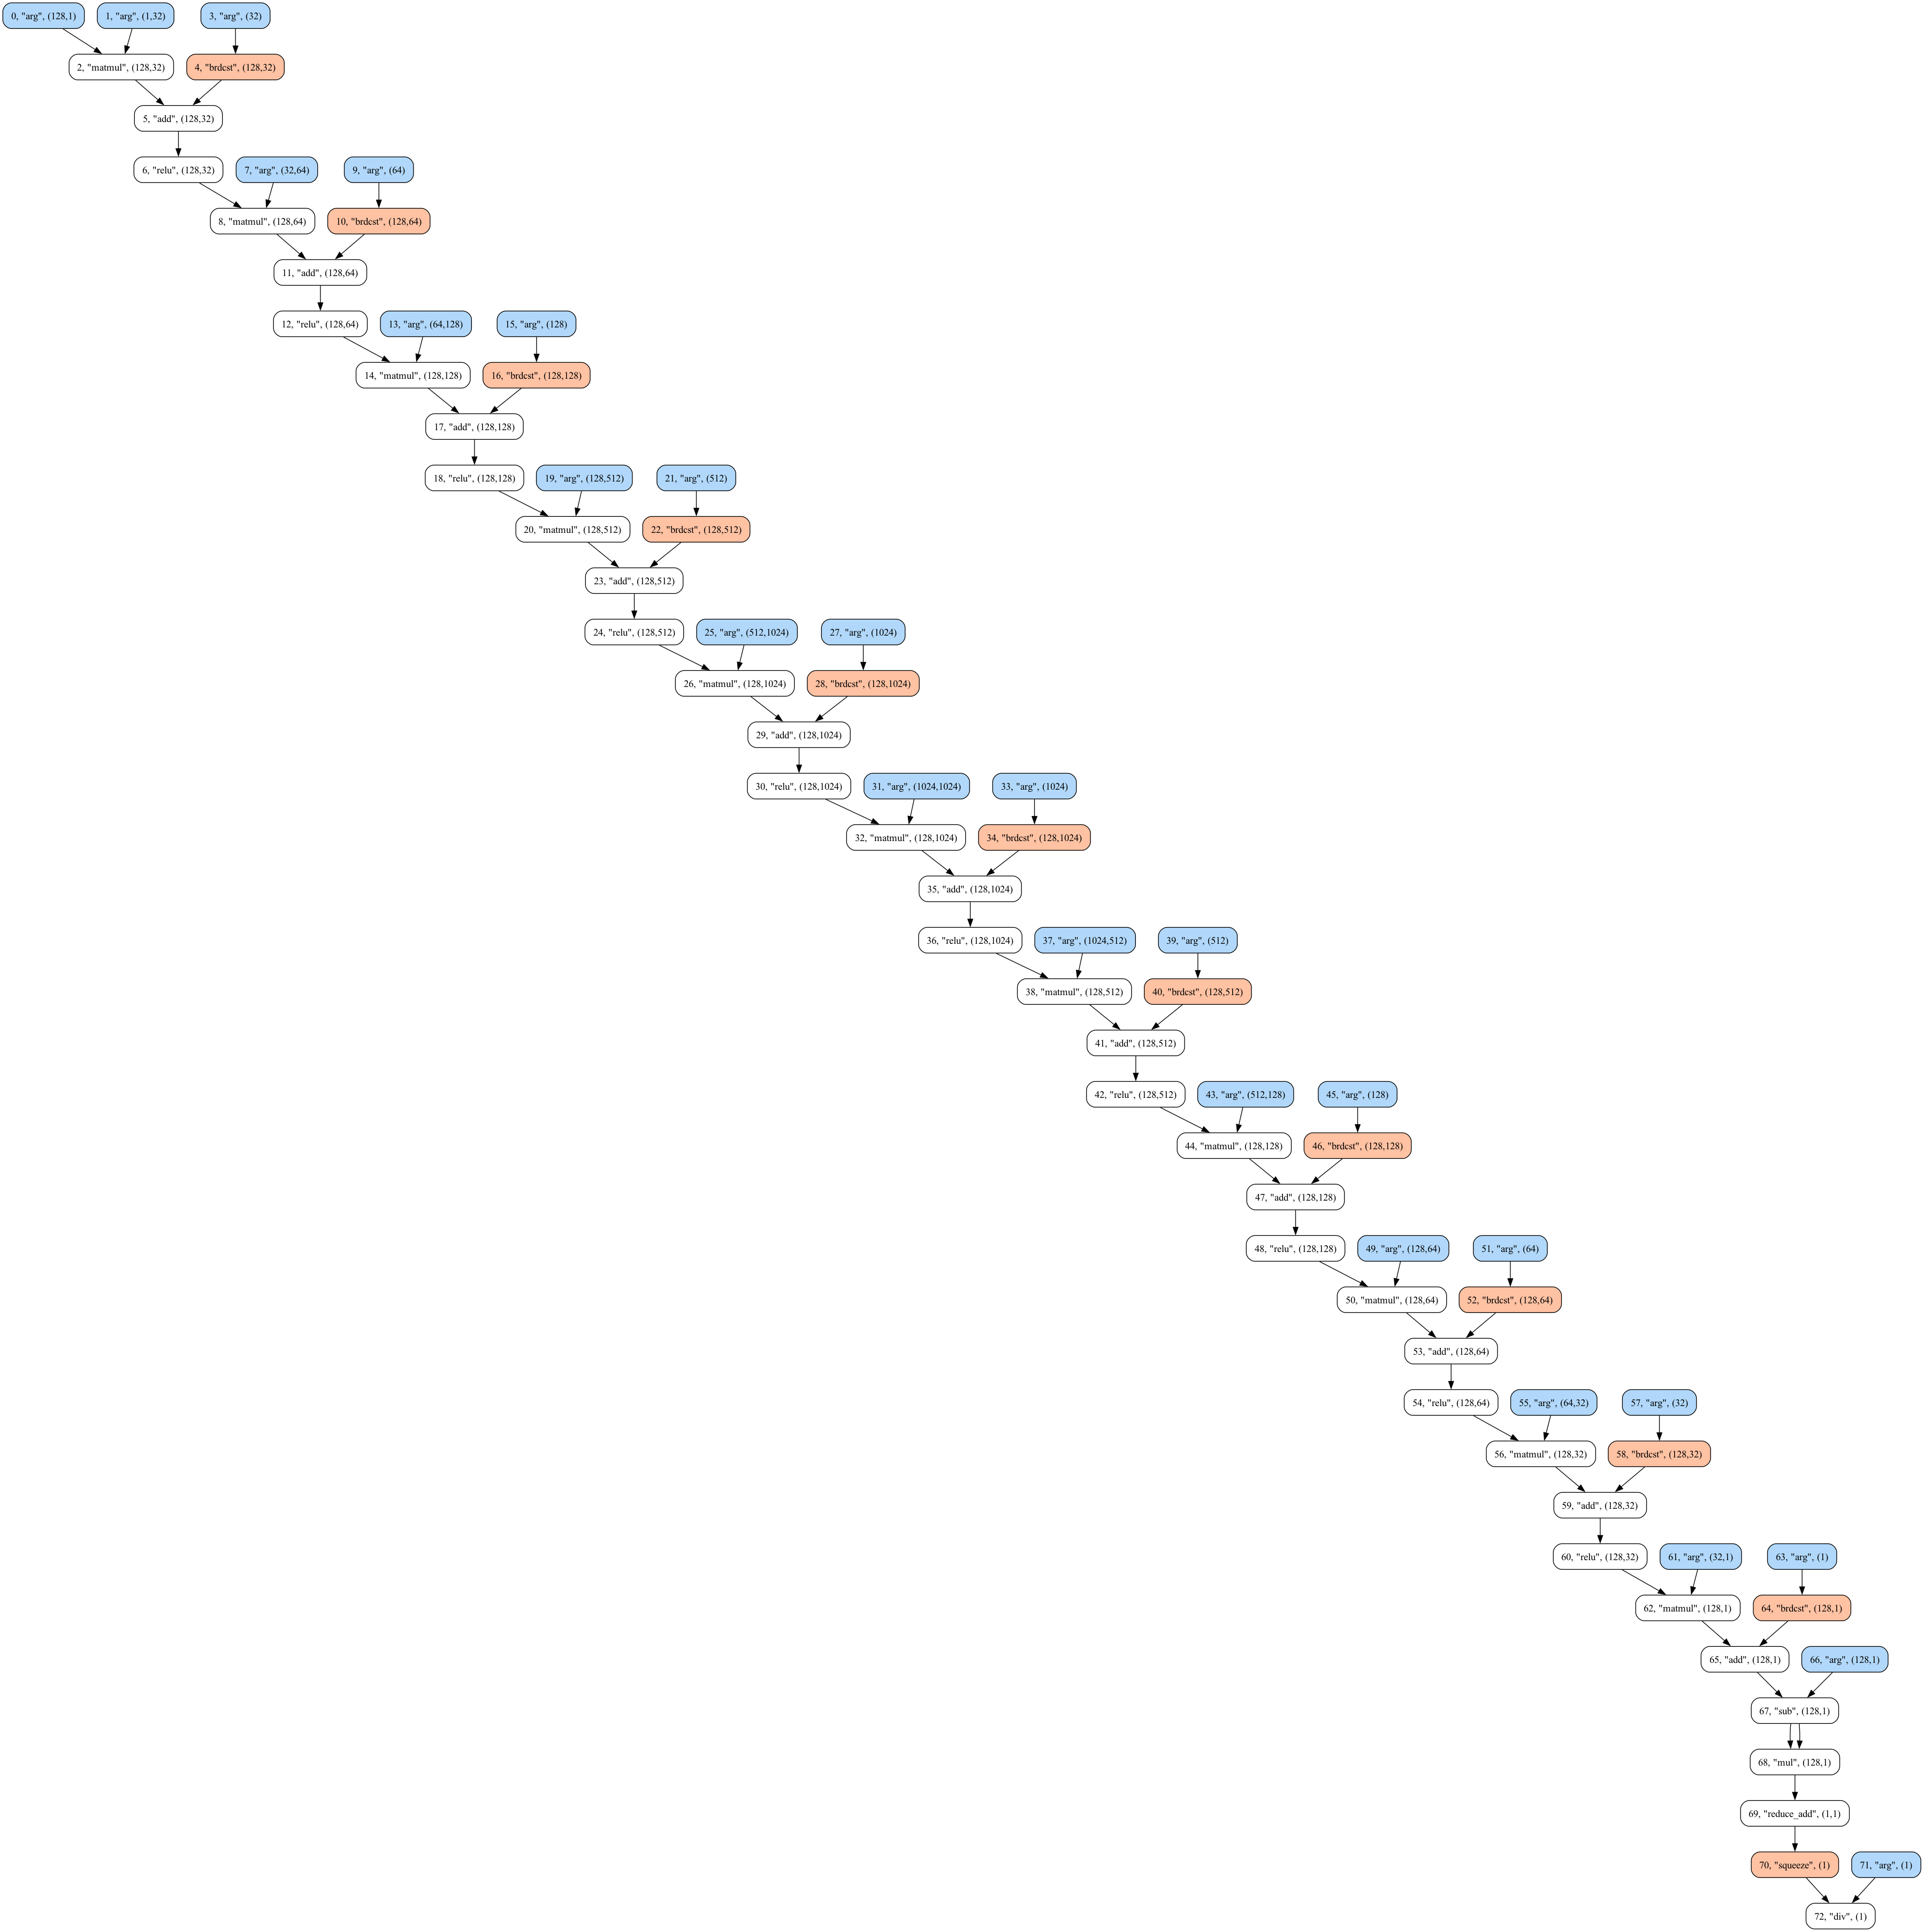 0, "arg", (128,1)
1, "arg", (1,32)
3, "arg", (32)
2, "matmul", (128,32)
4, "brdcst", (128,32)
5, "add", (128,32)
6, "relu", (128,32)
7, "arg", (32,64)
9, "arg", (64)
8, "matmul", (128,64)
10, "brdcst", (128,64)
11, "add", (128,64)
12, "relu", (128,64)
13, "arg", (64,128)
15, "arg", (128)
14, "matmul", (128,128)
16, "brdcst", (128,128)
17, "add", (128,128)
18, "relu", (128,128)
19, "arg", (128,512)
21, "arg", (512)
20, "matmul", (128,512)
22, "brdcst", (128,512)
23, "add", (128,512)
24, "relu", (128,512)
25, "arg", (512,1024)
27, "arg", (1024)
26, "matmul", (128,1024)
28, "brdcst", (128,1024)
29, "add", (128,1024)
30, "relu", (128,1024)
31, "arg", (1024,1024)
33, "arg", (1024)
32, "matmul", (128,1024)
34, "brdcst", (128,1024)
35, "add", (128,1024)
36, "relu", (128,1024)
37, "arg", (1024,512)
39, "arg", (512)
38, "matmul", (128,512)
40, "brdcst", (128,512)
41, "add", (128,512)
42, "relu", (128,512)
43, "arg", (512,128)
45, "arg", (128)
44, "matmul", (128,128)
46, "brdcst", (128,128)
47, "add", (128,128)
48, "relu", (128,128)
49, "arg", (128,64)
51, "arg", (64)
50, "matmul", (128,64)
52, "brdcst", (128,64)
53, "add", (128,64)
54, "relu", (128,64)
55, "arg", (64,32)
57, "arg", (32)
56, "matmul", (128,32)
58, "brdcst", (128,32)
59, "add", (128,32)
60, "relu", (128,32)
61, "arg", (32,1)
63, "arg", (1)
62, "matmul", (128,1)
64, "brdcst", (128,1)
65, "add", (128,1)
66, "arg", (128,1)
67, "sub", (128,1)
68, "mul", (128,1)
69, "reduce_add", (1,1)
70, "squeeze", (1)
71, "arg", (1)
72, "div", (1)